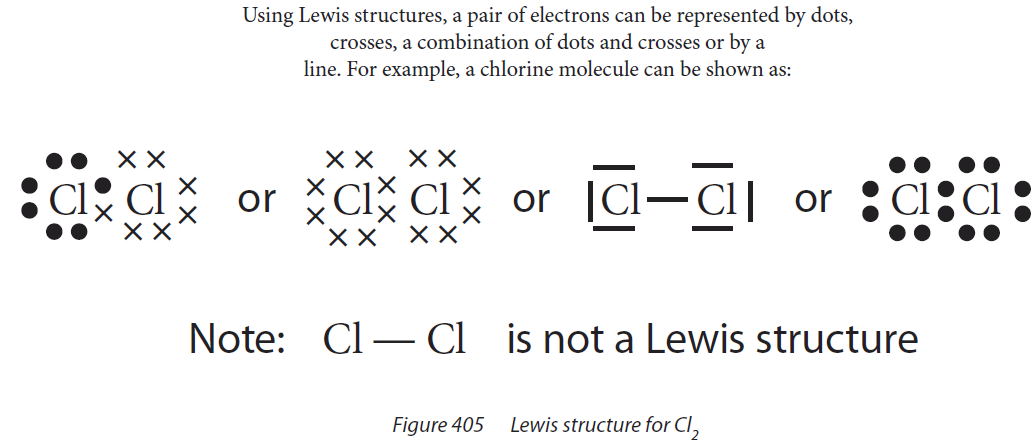 Using Lewis structures, a pair of electrons can be represented by dots,
crosses, a combination of dots and crosses or by a
line. For example, a chlorine molecule can be shown as:
Cl Cl or Cl Cl or Cl Cl or Cl Cl
Note: Cl — Cl is not a Lewis structure
Figure 405 Lewis structure for Cl₂